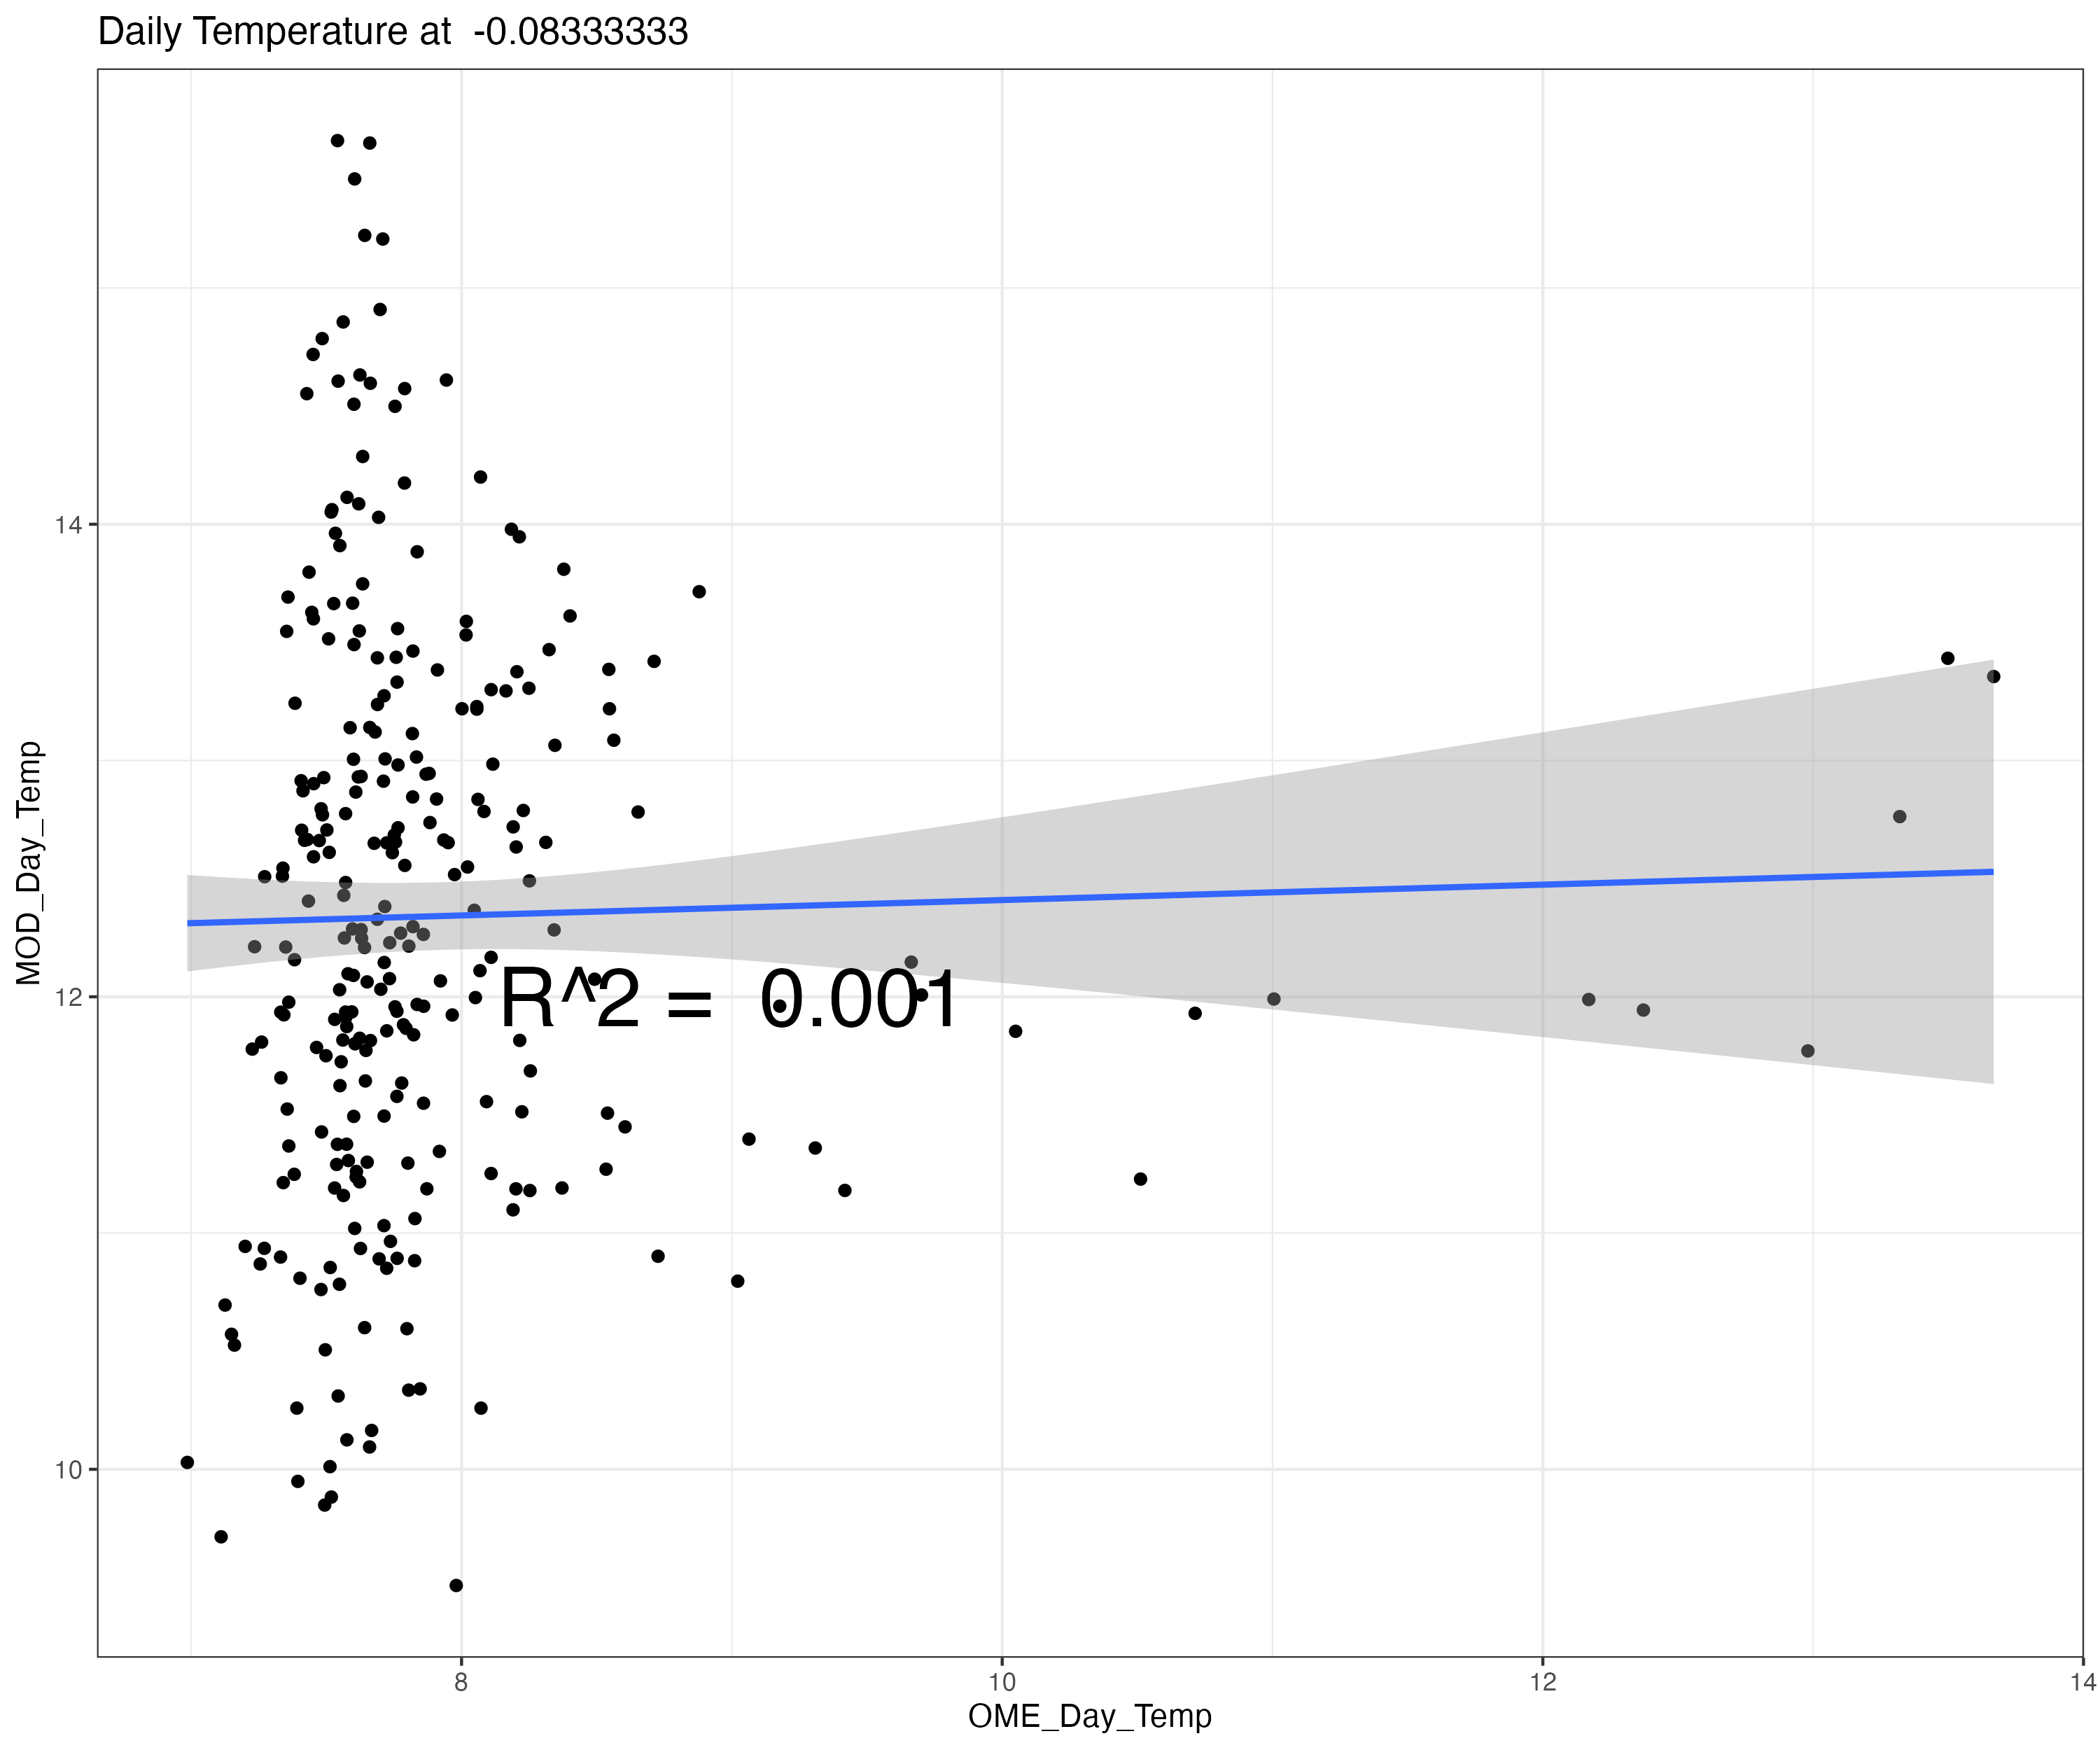 Daily Temperature at  -0.08333333
MOD_Day_Temp
14
12
10
R^2 =  0.001
8
10
12
14
OME_Day_Temp